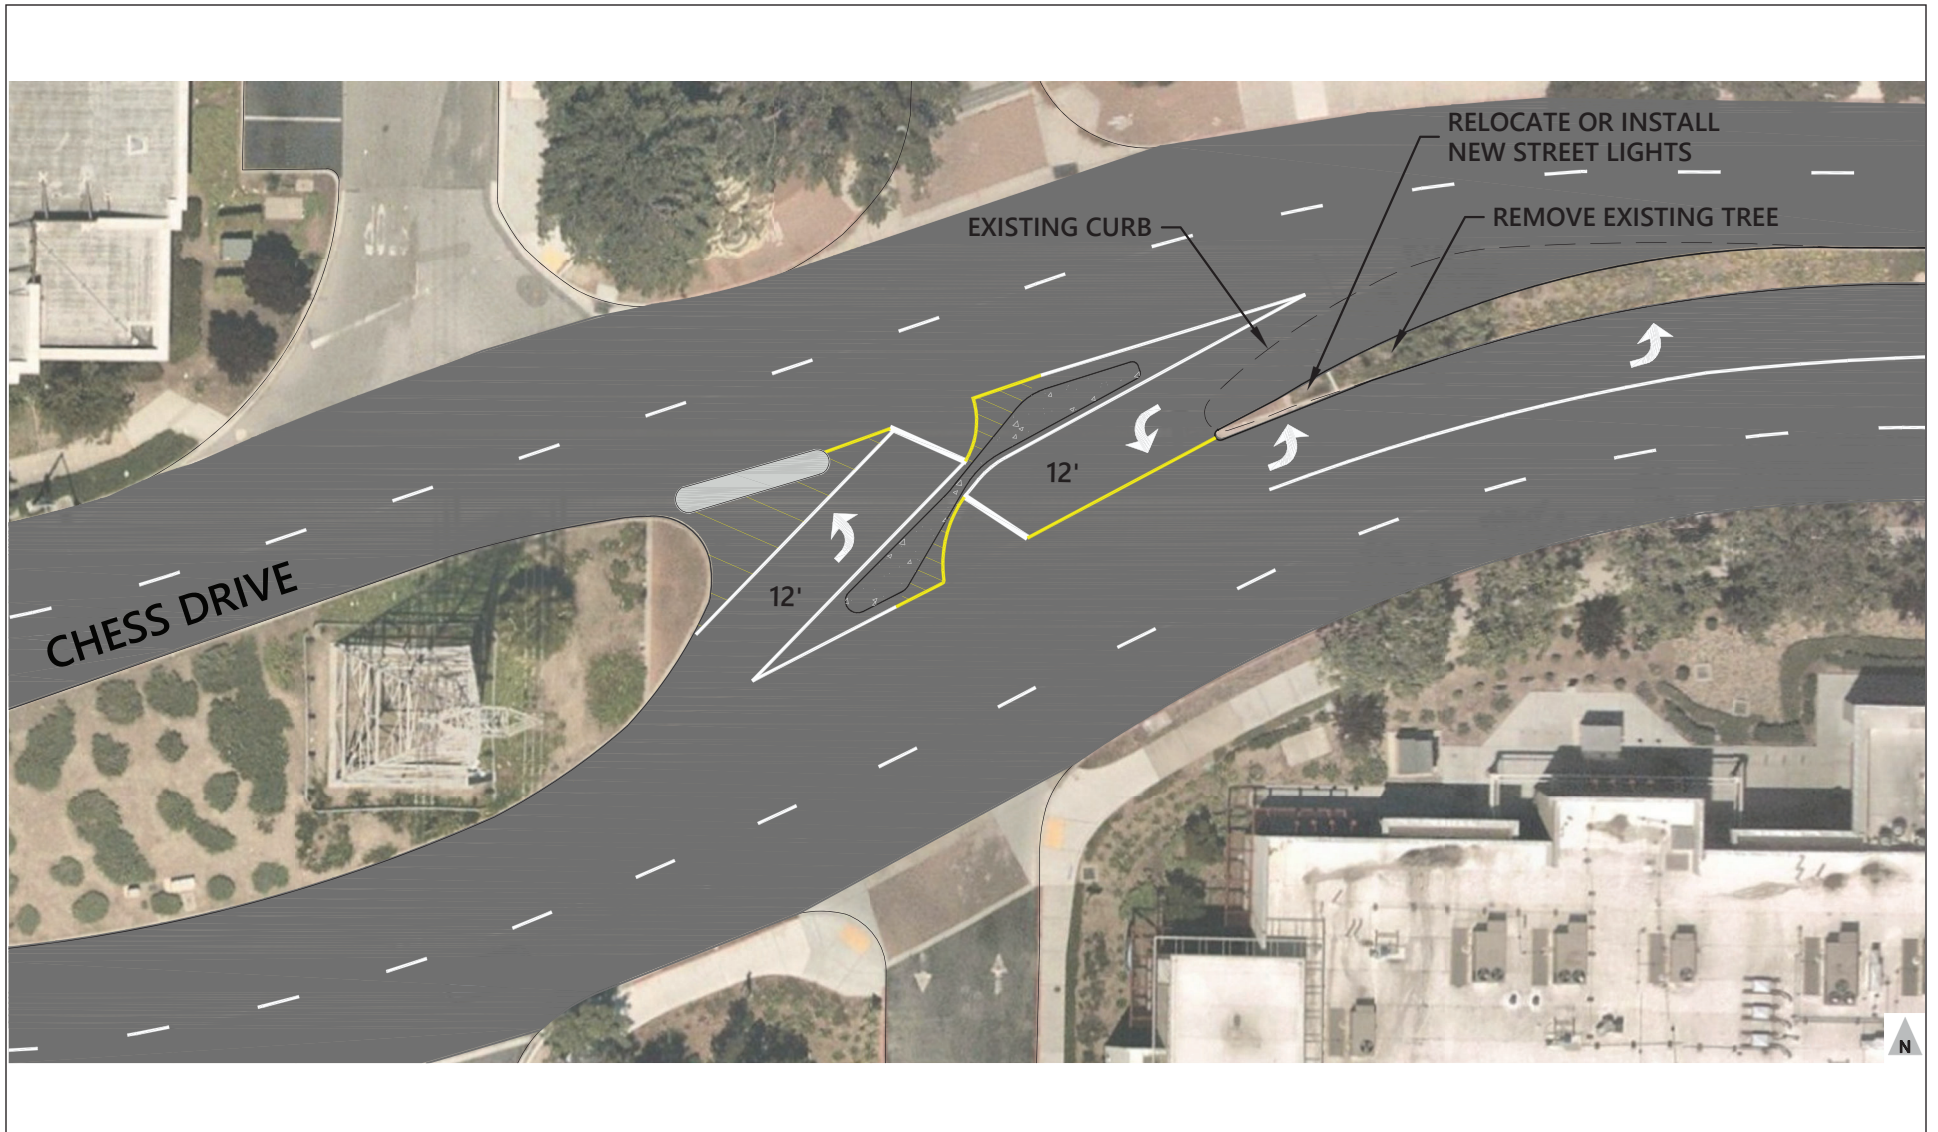 RELOCATE OR INSTALL
NEW STREET LIGHTS
EXISTING CURB
REMOVE EXISTING TREE
12'
12'
CHESS DRIVE
N